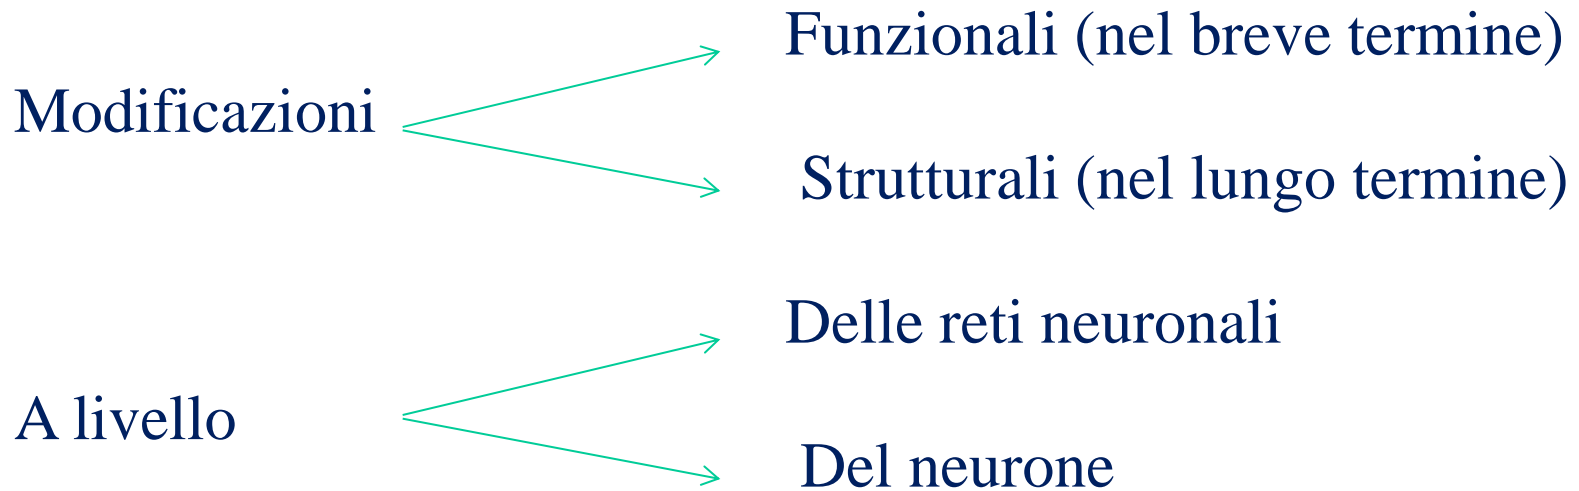 Funzionali (nel breve termine)
Modificazioni
Strutturali (nel lungo termine)
Delle reti neuronali
A livello
Del neurone